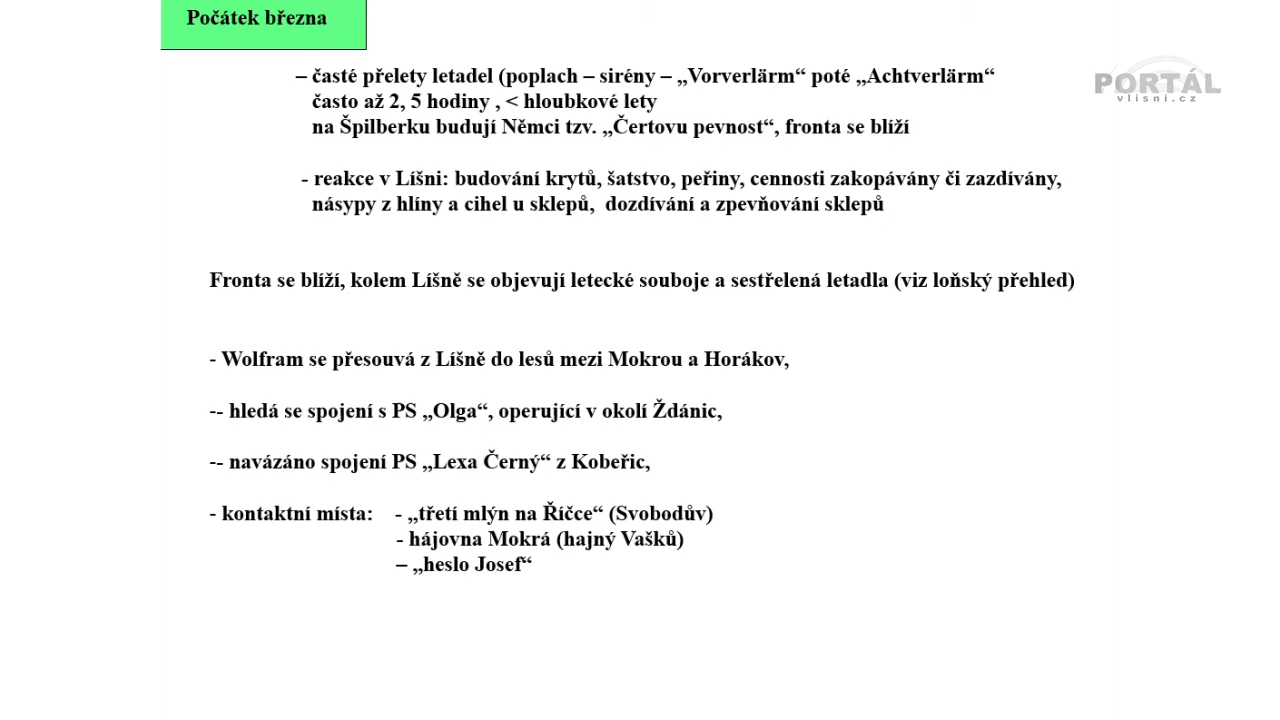 Počátek března
– časté přelety letadel (poplach – sirény – „Vorverlärm“ poté „Achtverlärm“
často až 2, 5 hodiny , < hloubkové lety
na Špilberku budují Němci tzv. „Čertovu pevnost“, fronta se blíží
PORTÁL
vlisni.cz
- reakce v Líšni: budování krytů, šatstvo, peřiny, cennosti zakopávány či zazdívány,
násypy z hlíny a cihel u sklepů, dozdívání a zpevňování sklepů
Fronta se blíží, kolem Líšně se objevují letecké souboje a sestřelená letadla (viz loňský přehled)
- Wolfram se přesouvá z Líšně do lesů mezi Mokrou a Horákov,
-- hledá se spojení s PS „Olga“, operující v okolí Ždánic,
-- navázáno spojení PS „Lexa Černý“ z Kobeřic,
- kontaktní místa: - „třetí mlýn na Říčce“ (Svobodův)
- hájovna Mokrá (hajný Vašků)
– „heslo Josef“